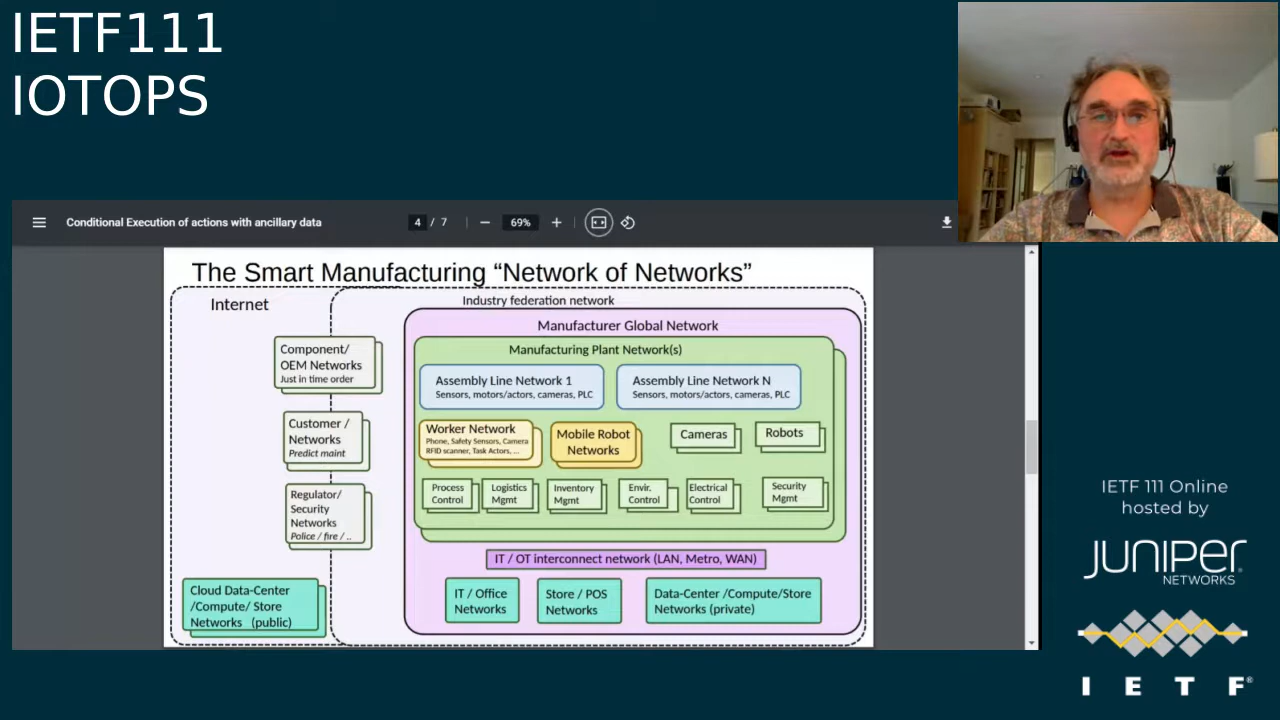 IETF111
IOTOPS
Conditional Execution of actions with ancillary data
4 / 7
69%
The Smart Manufacturing “Network of Networks”
Internet
Industry federation network
Manufacturer Global Network
Manufacturing Plant Network(s)
Component/
OEM Networks
Just in time order
Assembly Line Network 1
Sensors, motors/actors, cameras, PLC
Assembly Line Network N
Sensors, motors/actors, cameras, PLC
Customer /
Networks
Predict maint
Worker Network
Phone, Safety Sensors, Camera
RFID scanner, Task Actors, ...
Mobile Robot
Networks
Cameras
Robots
Regulator/
Security
Networks
Police / fire / ..
Process
Control
Logistics
Mgmt
Inventory
Mgmt
Envir.
Control
Electrical
Control
Security
Mgmt
IT / OT interconnect network (LAN, Metro, WAN)
Cloud Data-Center
/Compute/ Store
Networks (public)
IT / Office
Networks
Store / POS
Networks
Data-Center /Compute/Store
Networks (private)
IETF 111 Online
hosted by
JUNIPER
NETWORKS
I E T F®